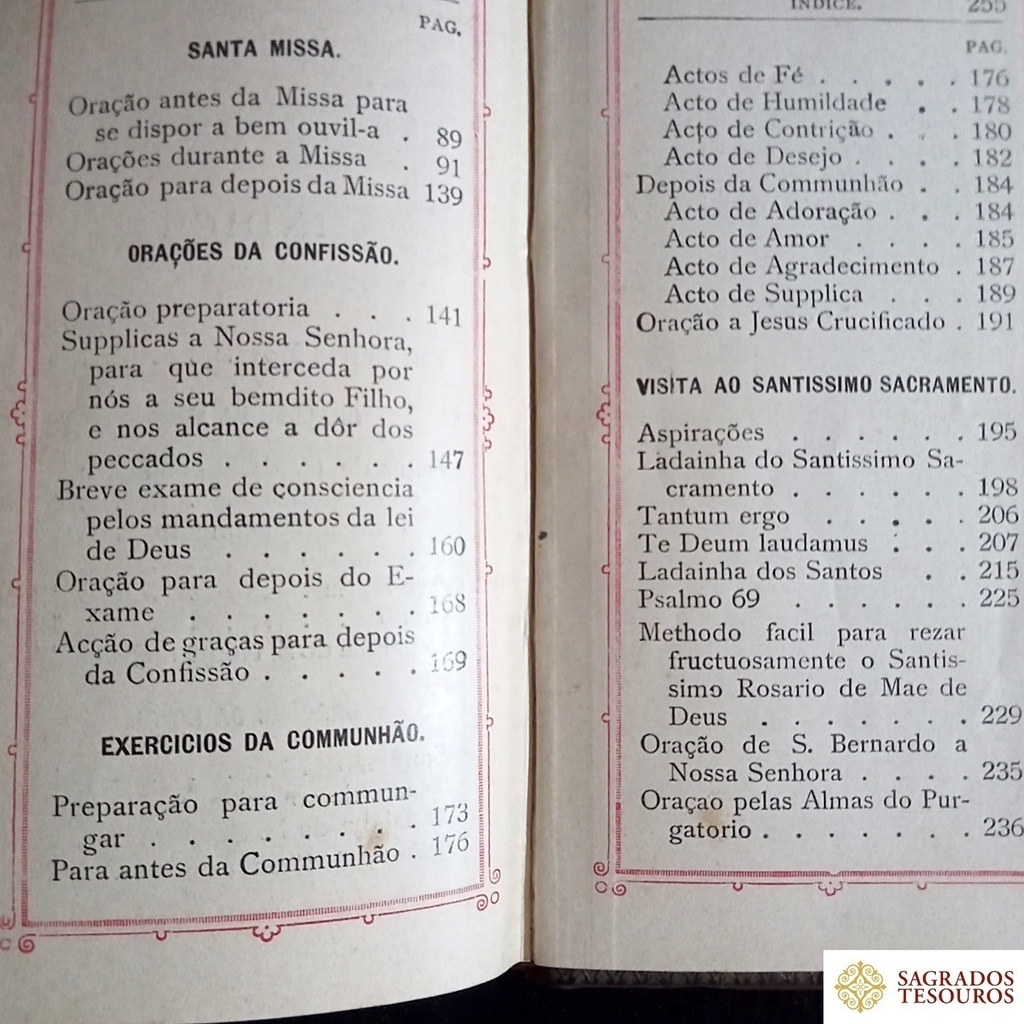 PAG.
SANTA MISSA.
Oração antes da Missa para
se dispor a bem ouvil-a . 89
Orações durante a Missa . 91
Oração para depois da Missa 139
ORAÇÕES DA CONFISSÃO.
Oração preparatoria . . . 141
Supplicas a Nossa Senhora,
para que interceda por
nós a seu bemdito Filho,
e nos alcance a dôr dos
peccados . . . . . . 147
Breve exame de consciencia
pelos mandamentos da lei
de Deus . . . . . . 160
Oração para depois do E-
xame . . . . . . . 168
Acção de graças para depois
da Confissão . . . . . 169
EXERCICIOS DA COMMUNHÃO.
Preparação para commun-
gar . . . . . . . 173
Para antes da Communhão . 176
INDICE. 255
PAG.
Actos de Fé . . . . . 176
Acto de Humildade . . 178
Acto de Contrição . . . 180
Acto de Desejo . . . . 182
Depois da Communhão . . 184
Acto de Adoração . . . 184
Acto de Amor . . . . 185
Acto de Agradecimento . 187
Acto de Supplica . . . 189
Oração a Jesus Crucificado . 191
VISITA AO SANTISSIMO SACRAMENTO.
Aspirações . . . . . . 195
Ladainha do Santissimo Sa-
cramento . . . . . . 198
Tantum ergo . . . . . 206
Te Deum laudamus . . . 207
Ladainha dos Santos . . 215
Psalmo 69 . . . . . . 225
Methodo facil para rezar
fructuosamente o Santis-
simo Rosario de Mae de
Deus . . . . . . . 229
Oração de S. Bernardo a
Nossa Senhora . . . . 235
Oraçao pelas Almas do Pur-
gatorio . . . . . . . 236
SAGRADOS
TESOUROS